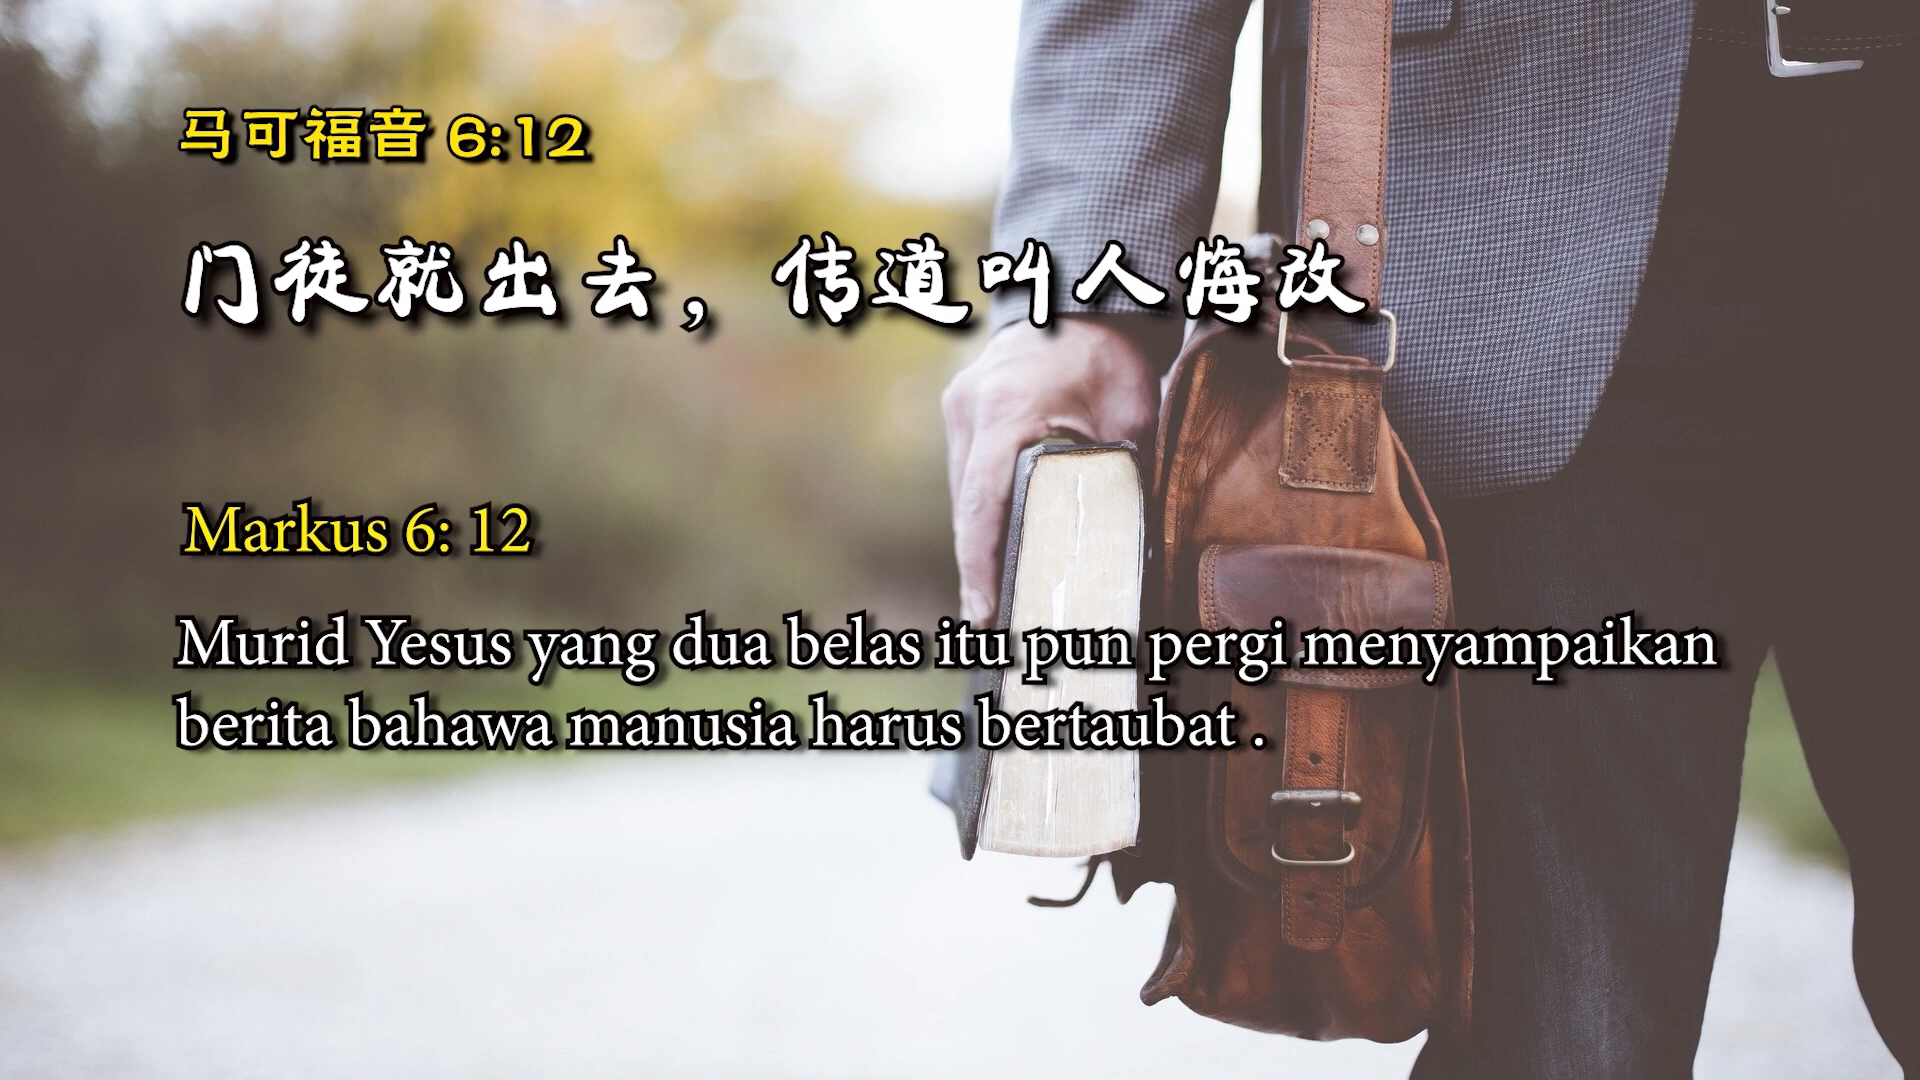 马可福音 6:12
门徒就出去，传道叫人悔改
Markus 6: 12
Murid Yesus yang dua belas itu pun pergi menyampaikan
berita bahawa manusia harus bertaubat .